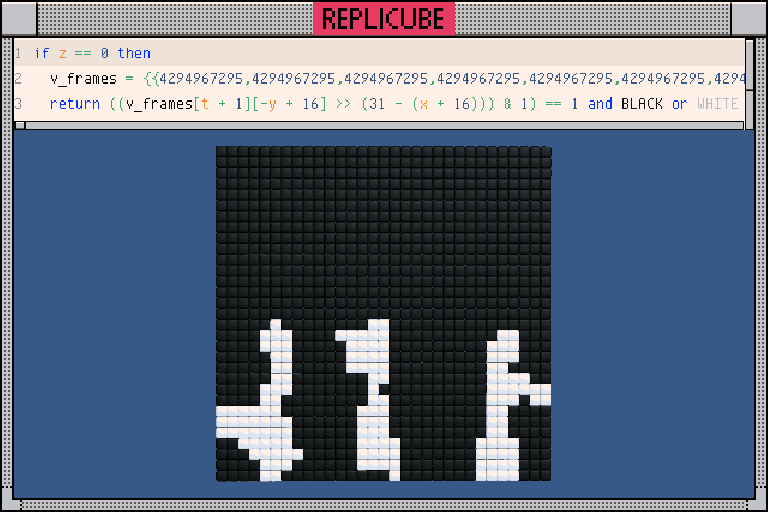 REPLICUBE
1 if z == 0 then
2 v_frames = {{4294967295,4294967295,4294967295,4294967295,4294967295,4294967295,4294
3 return ((v_frames[t + 1][-y + 16] >> (31 - (x + 16))) & 1) == 1 and BLACK or WHITE